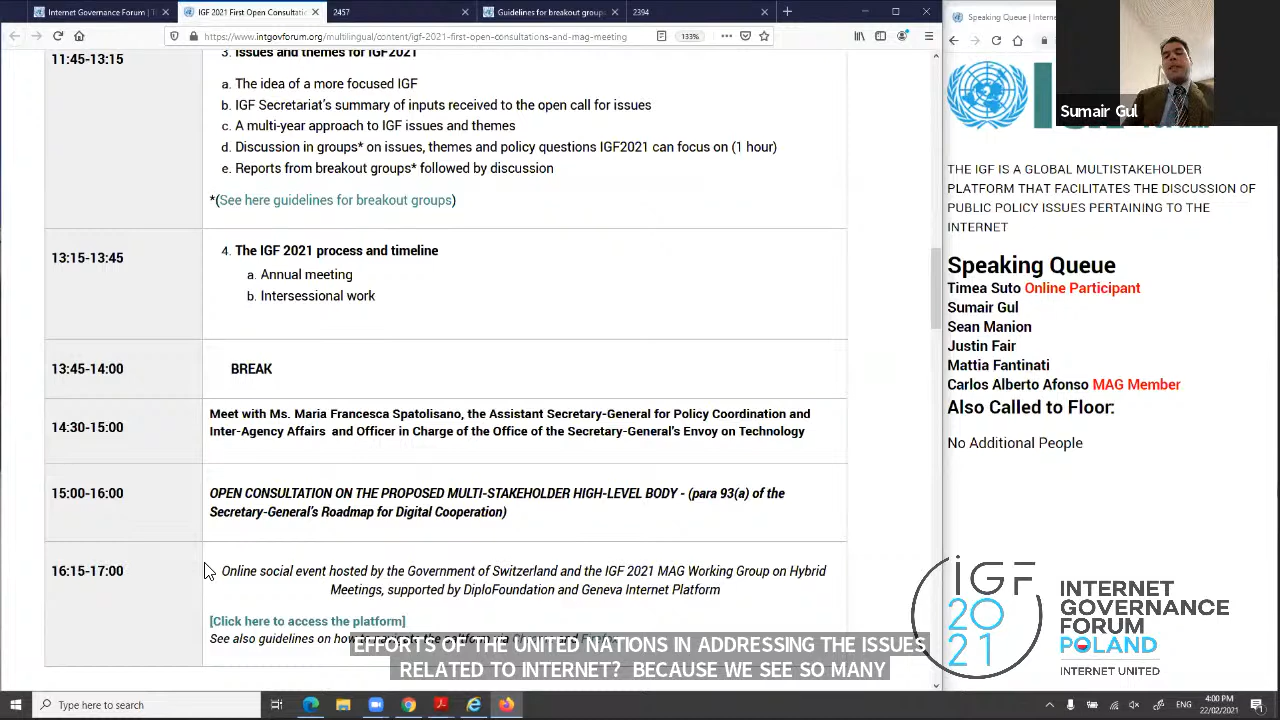 Internet Governance Forum | T
IGF 2021 First Open Consultatio
2457
Guidelines for breakout groups
2394
https://www.intgovforum.org/multilingual/content/igf-2021-first-open-consultations-and-mag-meeting
133%
11:45-13:15
3. Issues and themes for IGF2021
a. The idea of a more focused IGF
b. IGF Secretariat's summary of inputs received to the open call for issues
c. A multi-year approach to IGF issues and themes
d. Discussion in groups* on issues, themes and policy questions IGF2021 can focus on (1 hour)
e. Reports from breakout groups* followed by discussion
*(See here guidelines for breakout groups)
13:15-13:45
4. The IGF 2021 process and timeline
a. Annual meeting
b. Intersessional work
13:45-14:00
BREAK
14:30-15:00
Meet with Ms. Maria Francesca Spatolisano, the Assistant Secretary-General for Policy Coordination and
Inter-Agency Affairs and Officer in Charge of the Office of the Secretary-General's Envoy on Technology
15:00-16:00
OPEN CONSULTATION ON THE PROPOSED MULTI-STAKEHOLDER HIGH-LEVEL BODY - (para 93(a) of the
Secretary-General's Roadmap for Digital Cooperation)
16:15-17:00
Online social event hosted by the Government of Switzerland and the IGF 2021 MAG Working Group on Hybrid
Meetings, supported by DiploFoundation and Geneva Internet Platform
[Click here to access the platform]
See also guidelines on how
EFFORTS OF THE UNITED NATIONS IN ADDRESSING THE ISSUES
RELATED TO INTERNET? BECAUSE WE SEE SO MANY
Speaking Queue | Interne
Sumair Gul
THE IGF IS A GLOBAL MULTISTAKEHOLDER
PLATFORM THAT FACILITATES THE DISCUSSION OF
PUBLIC POLICY ISSUES PERTAINING TO THE
INTERNET
Speaking Queue
Timea Suto Online Participant
Sumair Gul
Sean Manion
Justin Fair
Mattia Fantinati
Carlos Alberto Afonso MAG Member
Also Called to Floor:
No Additional People
IGF
2021
INTERNET
GOVERNANCE
FORUM
POLAND
INTERNET UNITED
Type here to search
ENG
4:00 PM
22/02/2021